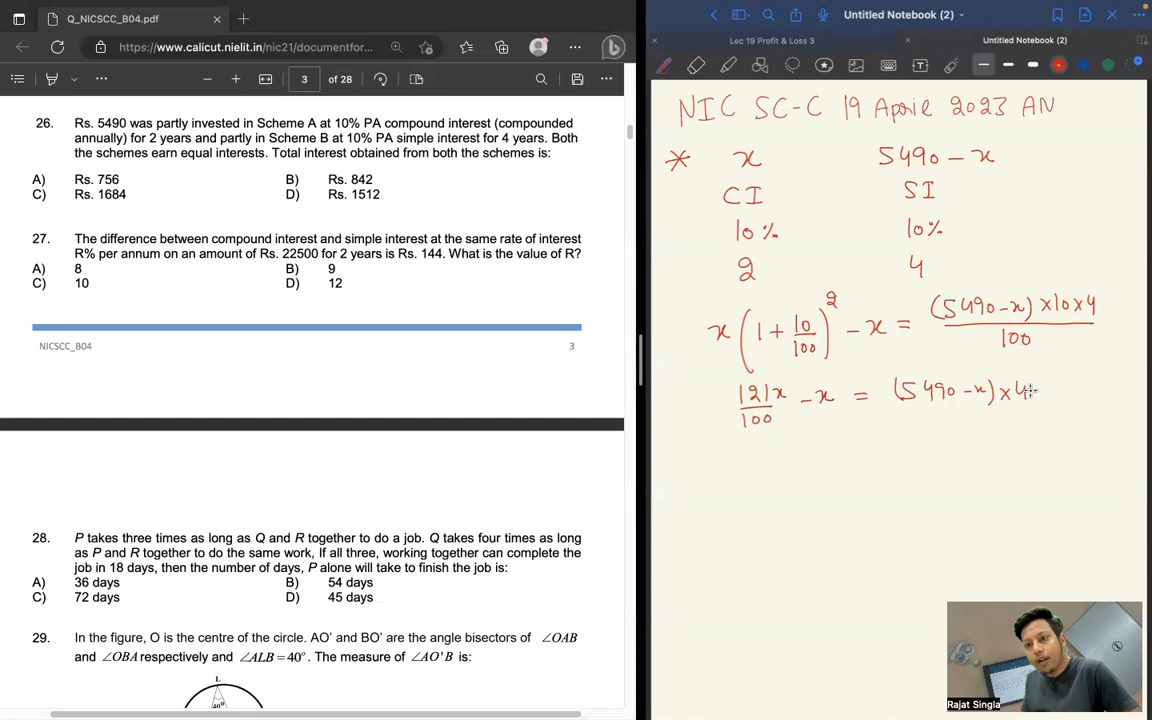 Q_NICSCC_B04.pdf
https://www.calicut.nielit.in/nic21/documentfor...
3 of 28
26. Rs. 5490 was partly invested in Scheme A at 10% PA compound interest (compounded
annually) for 2 years and partly in Scheme B at 10% PA simple interest for 4 years. Both
the schemes earn equal interests. Total interest obtained from both the schemes is:
A) Rs. 756 B) Rs. 842
C) Rs. 1684 D) Rs. 1512
27. The difference between compound interest and simple interest at the same rate of interest
R% per annum on an amount of Rs. 22500 for 2 years is Rs. 144. What is the value of R?
A) 8 B) 9
C) 10 D) 12
NICSCC_B04 3
28. P takes three times as long as Q and R together to do a job. Q takes four times as long
as P and R together to do the same work, If all three, working together can complete the
job in 18 days, then the number of days, P alone will take to finish the job is:
A) 36 days B) 54 days
C) 72 days D) 45 days
29. In the figure, O is the centre of the circle. AO' and BO' are the angle bisectors of ∠OAB
and ∠OBA respectively and ∠ALB = 40°. The measure of ∠AO'B is:
L
40°
Untitled Notebook (2)
Lec 19 Profit & Loss 3 Untitled Notebook (2)
NIC SC-C 19 Aprie 2023 AN
* x 5490 - x
CI SI
10% 10%
2 4
x(1 + 10/100)² - x = (5490-x)×10×4/100
121x/100 - x = (5490-x)×4
Rajat Singla